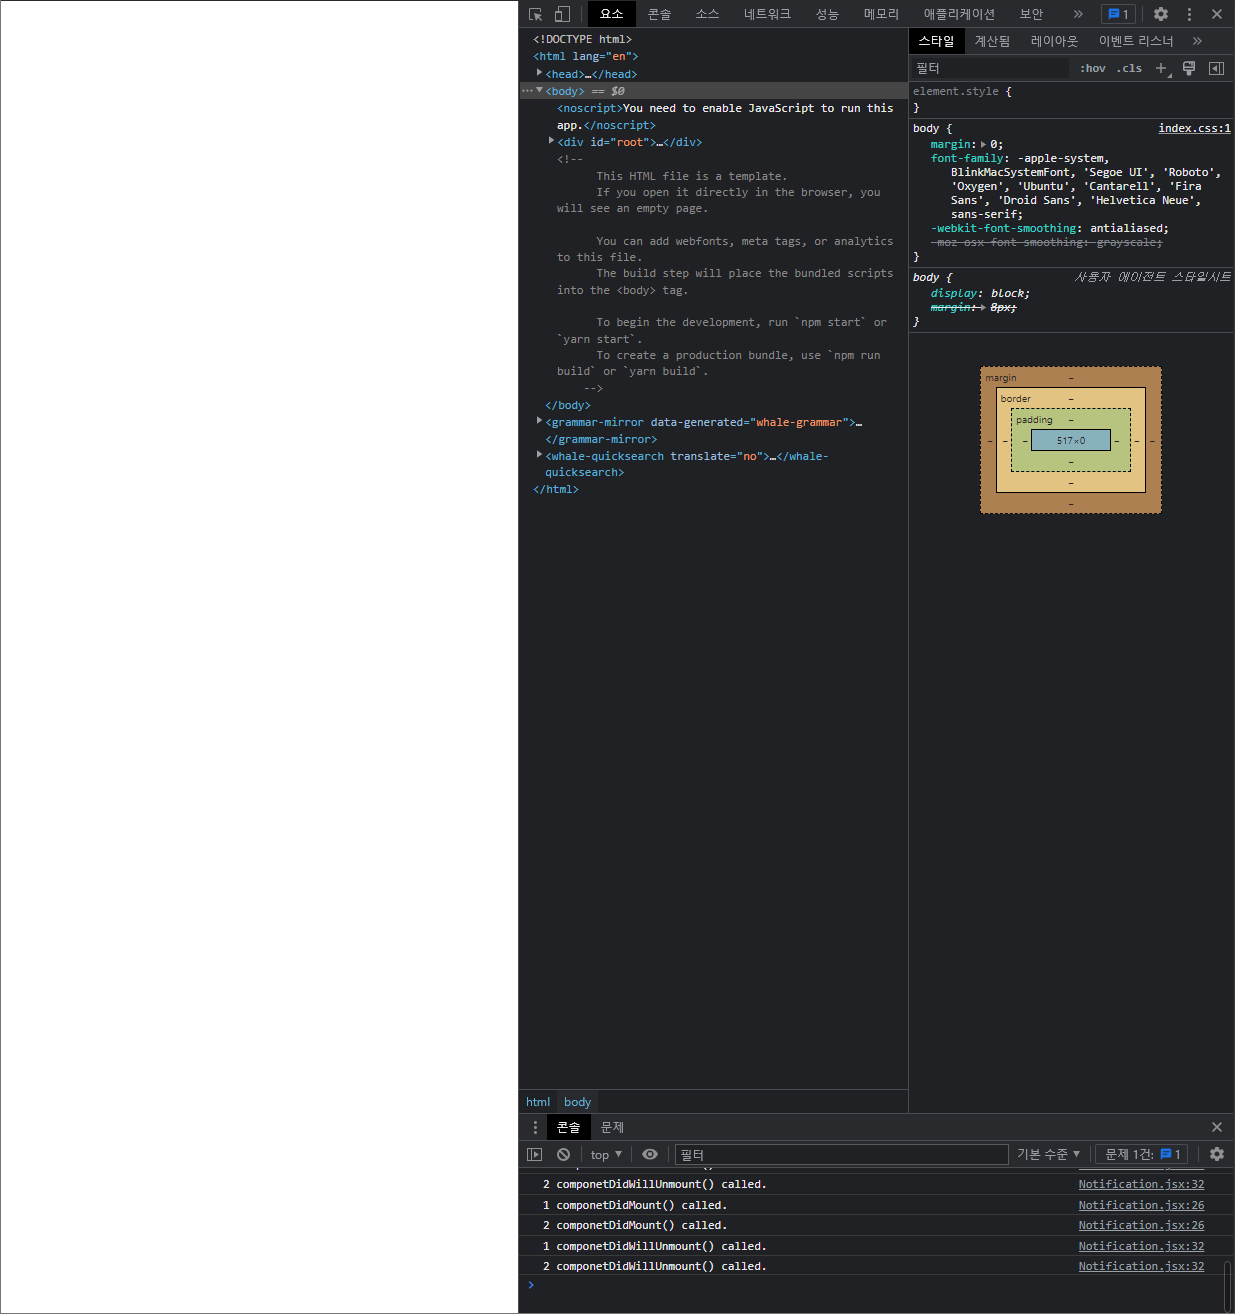 요소 콘솔 소스 네트워크 성능 메모리 애플리케이션 보안 » 1
<!DOCTYPE html>
<html lang="en">
<head>…</head>
<body> == $0
<noscript>You need to enable JavaScript to run this
app.</noscript>
<div id="root">…</div>
<!--
This HTML file is a template.
If you open it directly in the browser, you
will see an empty page.
You can add webfonts, meta tags, or analytics
to this file.
The build step will place the bundled scripts
into the <body> tag.
To begin the development, run `npm start` or
`yarn start`.
To create a production bundle, use `npm run
build` or `yarn build`.
-->
</body>
<grammar-mirror data-generated="whale-grammar">…
</grammar-mirror>
<whale-quicksearch translate="no">…</whale-
quicksearch>
</html>
html body
스타일 계산됨 레이아웃 이벤트 리스너 »
필터 :hov .cls +
element.style {
}
body { index.css:1
margin: 0;
font-family: -apple-system,
BlinkMacSystemFont, 'Segoe UI', 'Roboto',
'Oxygen', 'Ubuntu', 'Cantarell', 'Fira
Sans', 'Droid Sans', 'Helvetica Neue',
sans-serif;
-webkit-font-smoothing: antialiased;
-moz-osx-font-smoothing: grayscale;
}
body { 사용자 에이전트 스타일시트
display: block;
margin: 8px;
}
margin –
border –
padding –
– – – 517×0 – – –
–
–
–
콘솔 문제
top ▼ 필터 기본 수준 ▼ 문제 1건: 1
2 componetDidWillUnmount() called. Notification.jsx:32
1 componetDidMount() called. Notification.jsx:26
2 componetDidMount() called. Notification.jsx:26
1 componetDidWillUnmount() called. Notification.jsx:32
2 componetDidWillUnmount() called. Notification.jsx:32